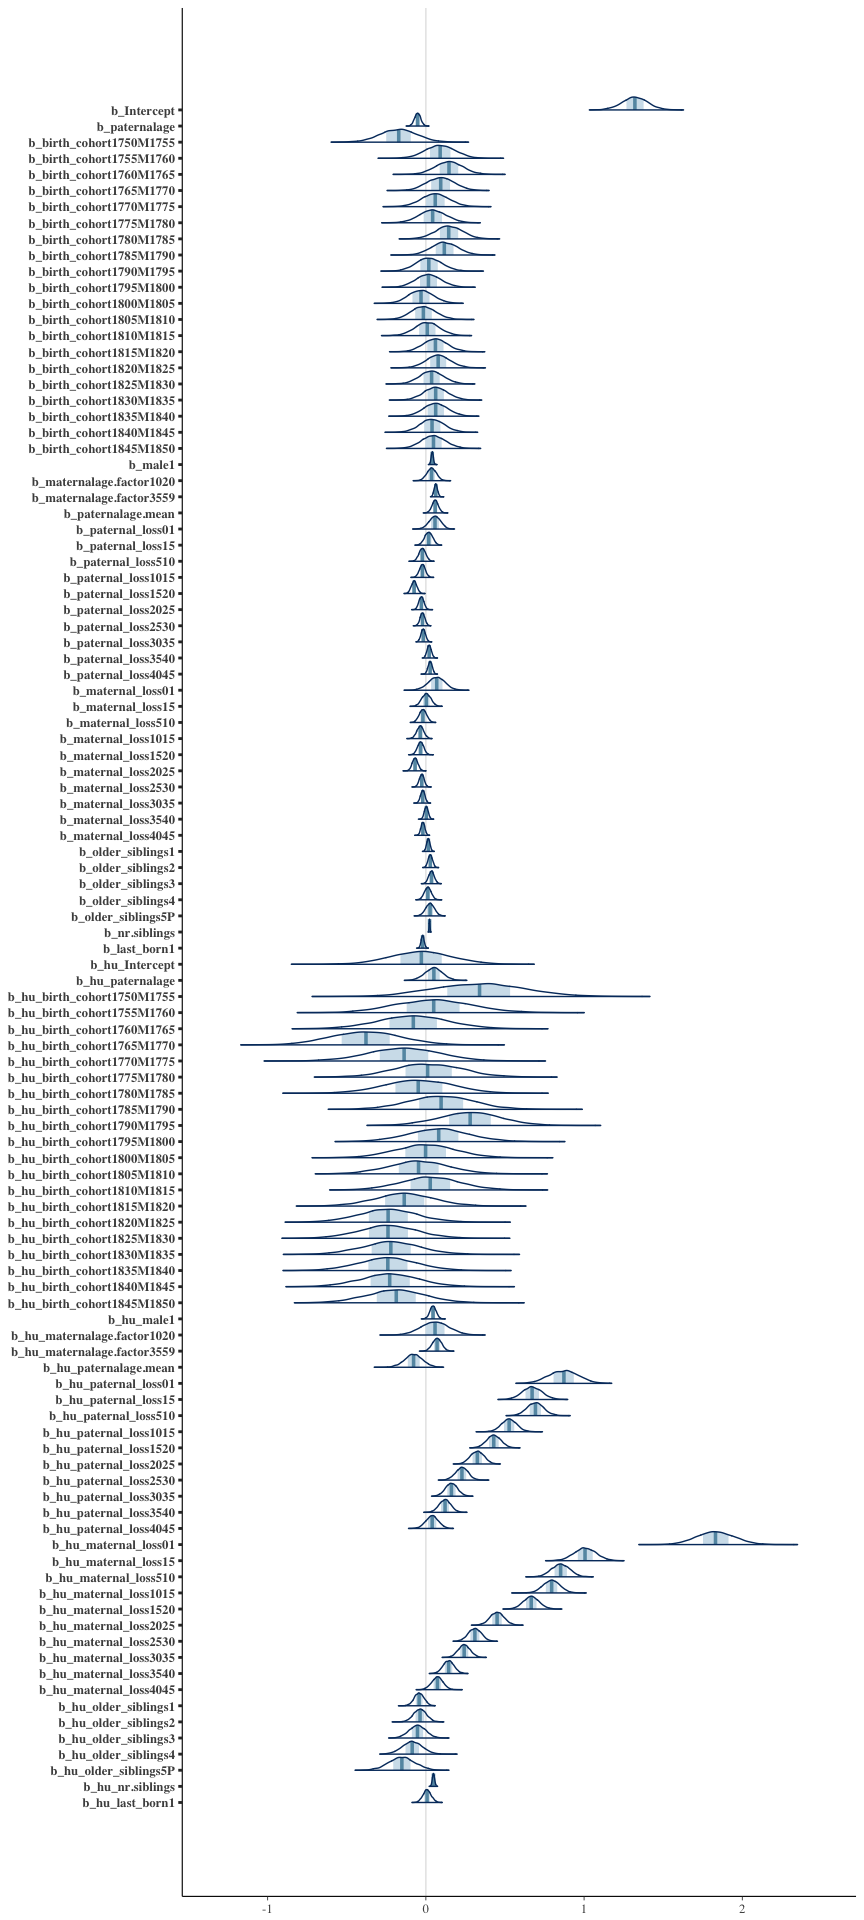 b_Intercept
b_paternalage
b_birth_cohort1750M1755
b_birth_cohort1755M1760
b_birth_cohort1760M1765
b_birth_cohort1765M1770
b_birth_cohort1770M1775
b_birth_cohort1775M1780
b_birth_cohort1780M1785
b_birth_cohort1785M1790
b_birth_cohort1790M1795
b_birth_cohort1795M1800
b_birth_cohort1800M1805
b_birth_cohort1805M1810
b_birth_cohort1810M1815
b_birth_cohort1815M1820
b_birth_cohort1820M1825
b_birth_cohort1825M1830
b_birth_cohort1830M1835
b_birth_cohort1835M1840
b_birth_cohort1840M1845
b_birth_cohort1845M1850
b_male1
b_maternalage.factor1020
b_maternalage.factor3559
b_paternalage.mean
b_paternal_loss01
b_paternal_loss15
b_paternal_loss510
b_paternal_loss1015
b_paternal_loss1520
b_paternal_loss2025
b_paternal_loss2530
b_paternal_loss3035
b_paternal_loss3540
b_paternal_loss4045
b_maternal_loss01
b_maternal_loss15
b_maternal_loss510
b_maternal_loss1015
b_maternal_loss1520
b_maternal_loss2025
b_maternal_loss2530
b_maternal_loss3035
b_maternal_loss3540
b_maternal_loss4045
b_older_siblings1
b_older_siblings2
b_older_siblings3
b_older_siblings4
b_older_siblings5P
b_nr.siblings
b_last_born1
b_hu_Intercept
b_hu_paternalage
b_hu_birth_cohort1750M1755
b_hu_birth_cohort1755M1760
b_hu_birth_cohort1760M1765
b_hu_birth_cohort1765M1770
b_hu_birth_cohort1770M1775
b_hu_birth_cohort1775M1780
b_hu_birth_cohort1780M1785
b_hu_birth_cohort1785M1790
b_hu_birth_cohort1790M1795
b_hu_birth_cohort1795M1800
b_hu_birth_cohort1800M1805
b_hu_birth_cohort1805M1810
b_hu_birth_cohort1810M1815
b_hu_birth_cohort1815M1820
b_hu_birth_cohort1820M1825
b_hu_birth_cohort1825M1830
b_hu_birth_cohort1830M1835
b_hu_birth_cohort1835M1840
b_hu_birth_cohort1840M1845
b_hu_birth_cohort1845M1850
b_hu_male1
b_hu_maternalage.factor1020
b_hu_maternalage.factor3559
b_hu_paternalage.mean
b_hu_paternal_loss01
b_hu_paternal_loss15
b_hu_paternal_loss510
b_hu_paternal_loss1015
b_hu_paternal_loss1520
b_hu_paternal_loss2025
b_hu_paternal_loss2530
b_hu_paternal_loss3035
b_hu_paternal_loss3540
b_hu_paternal_loss4045
b_hu_maternal_loss01
b_hu_maternal_loss15
b_hu_maternal_loss510
b_hu_maternal_loss1015
b_hu_maternal_loss1520
b_hu_maternal_loss2025
b_hu_maternal_loss2530
b_hu_maternal_loss3035
b_hu_maternal_loss3540
b_hu_maternal_loss4045
b_hu_older_siblings1
b_hu_older_siblings2
b_hu_older_siblings3
b_hu_older_siblings4
b_hu_older_siblings5P
b_hu_nr.siblings
b_hu_last_born1
-1 0 1 2